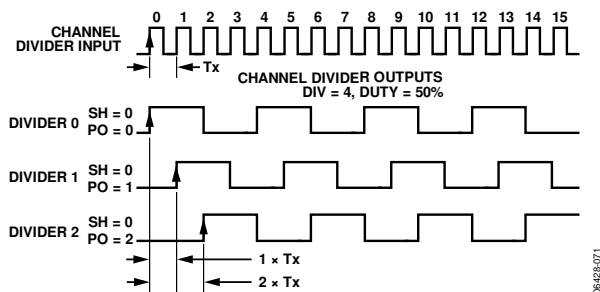 0 1 2 3 4 5 6 7 8 9 10 11 12 13 14 15
CHANNEL
DIVIDER INPUT
Tx
CHANNEL DIVIDER OUTPUTS
DIV = 4, DUTY = 50%
DIVIDER 0
SH = 0
PO = 0
DIVIDER 1
SH = 0
PO = 1
DIVIDER 2
SH = 0
PO = 2
1 × Tx
2 × Tx
06428-071